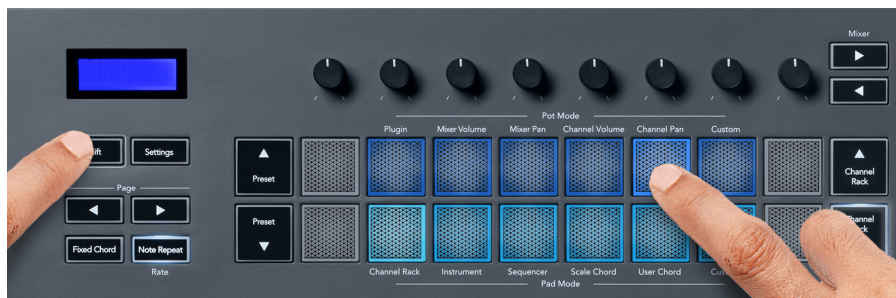 Mixer
Pot Mode
Plugin
Mixer Volume
Mixer Pan
Channel Volume
Channel Pan
Custom
Settings
Preset
Channel
Rack
Page
Preset
Fixed Chord
Note Repeat
Rate
Channel Rack
Instrument
Sequencer
Scale Chord
User Chord
Pad Mode